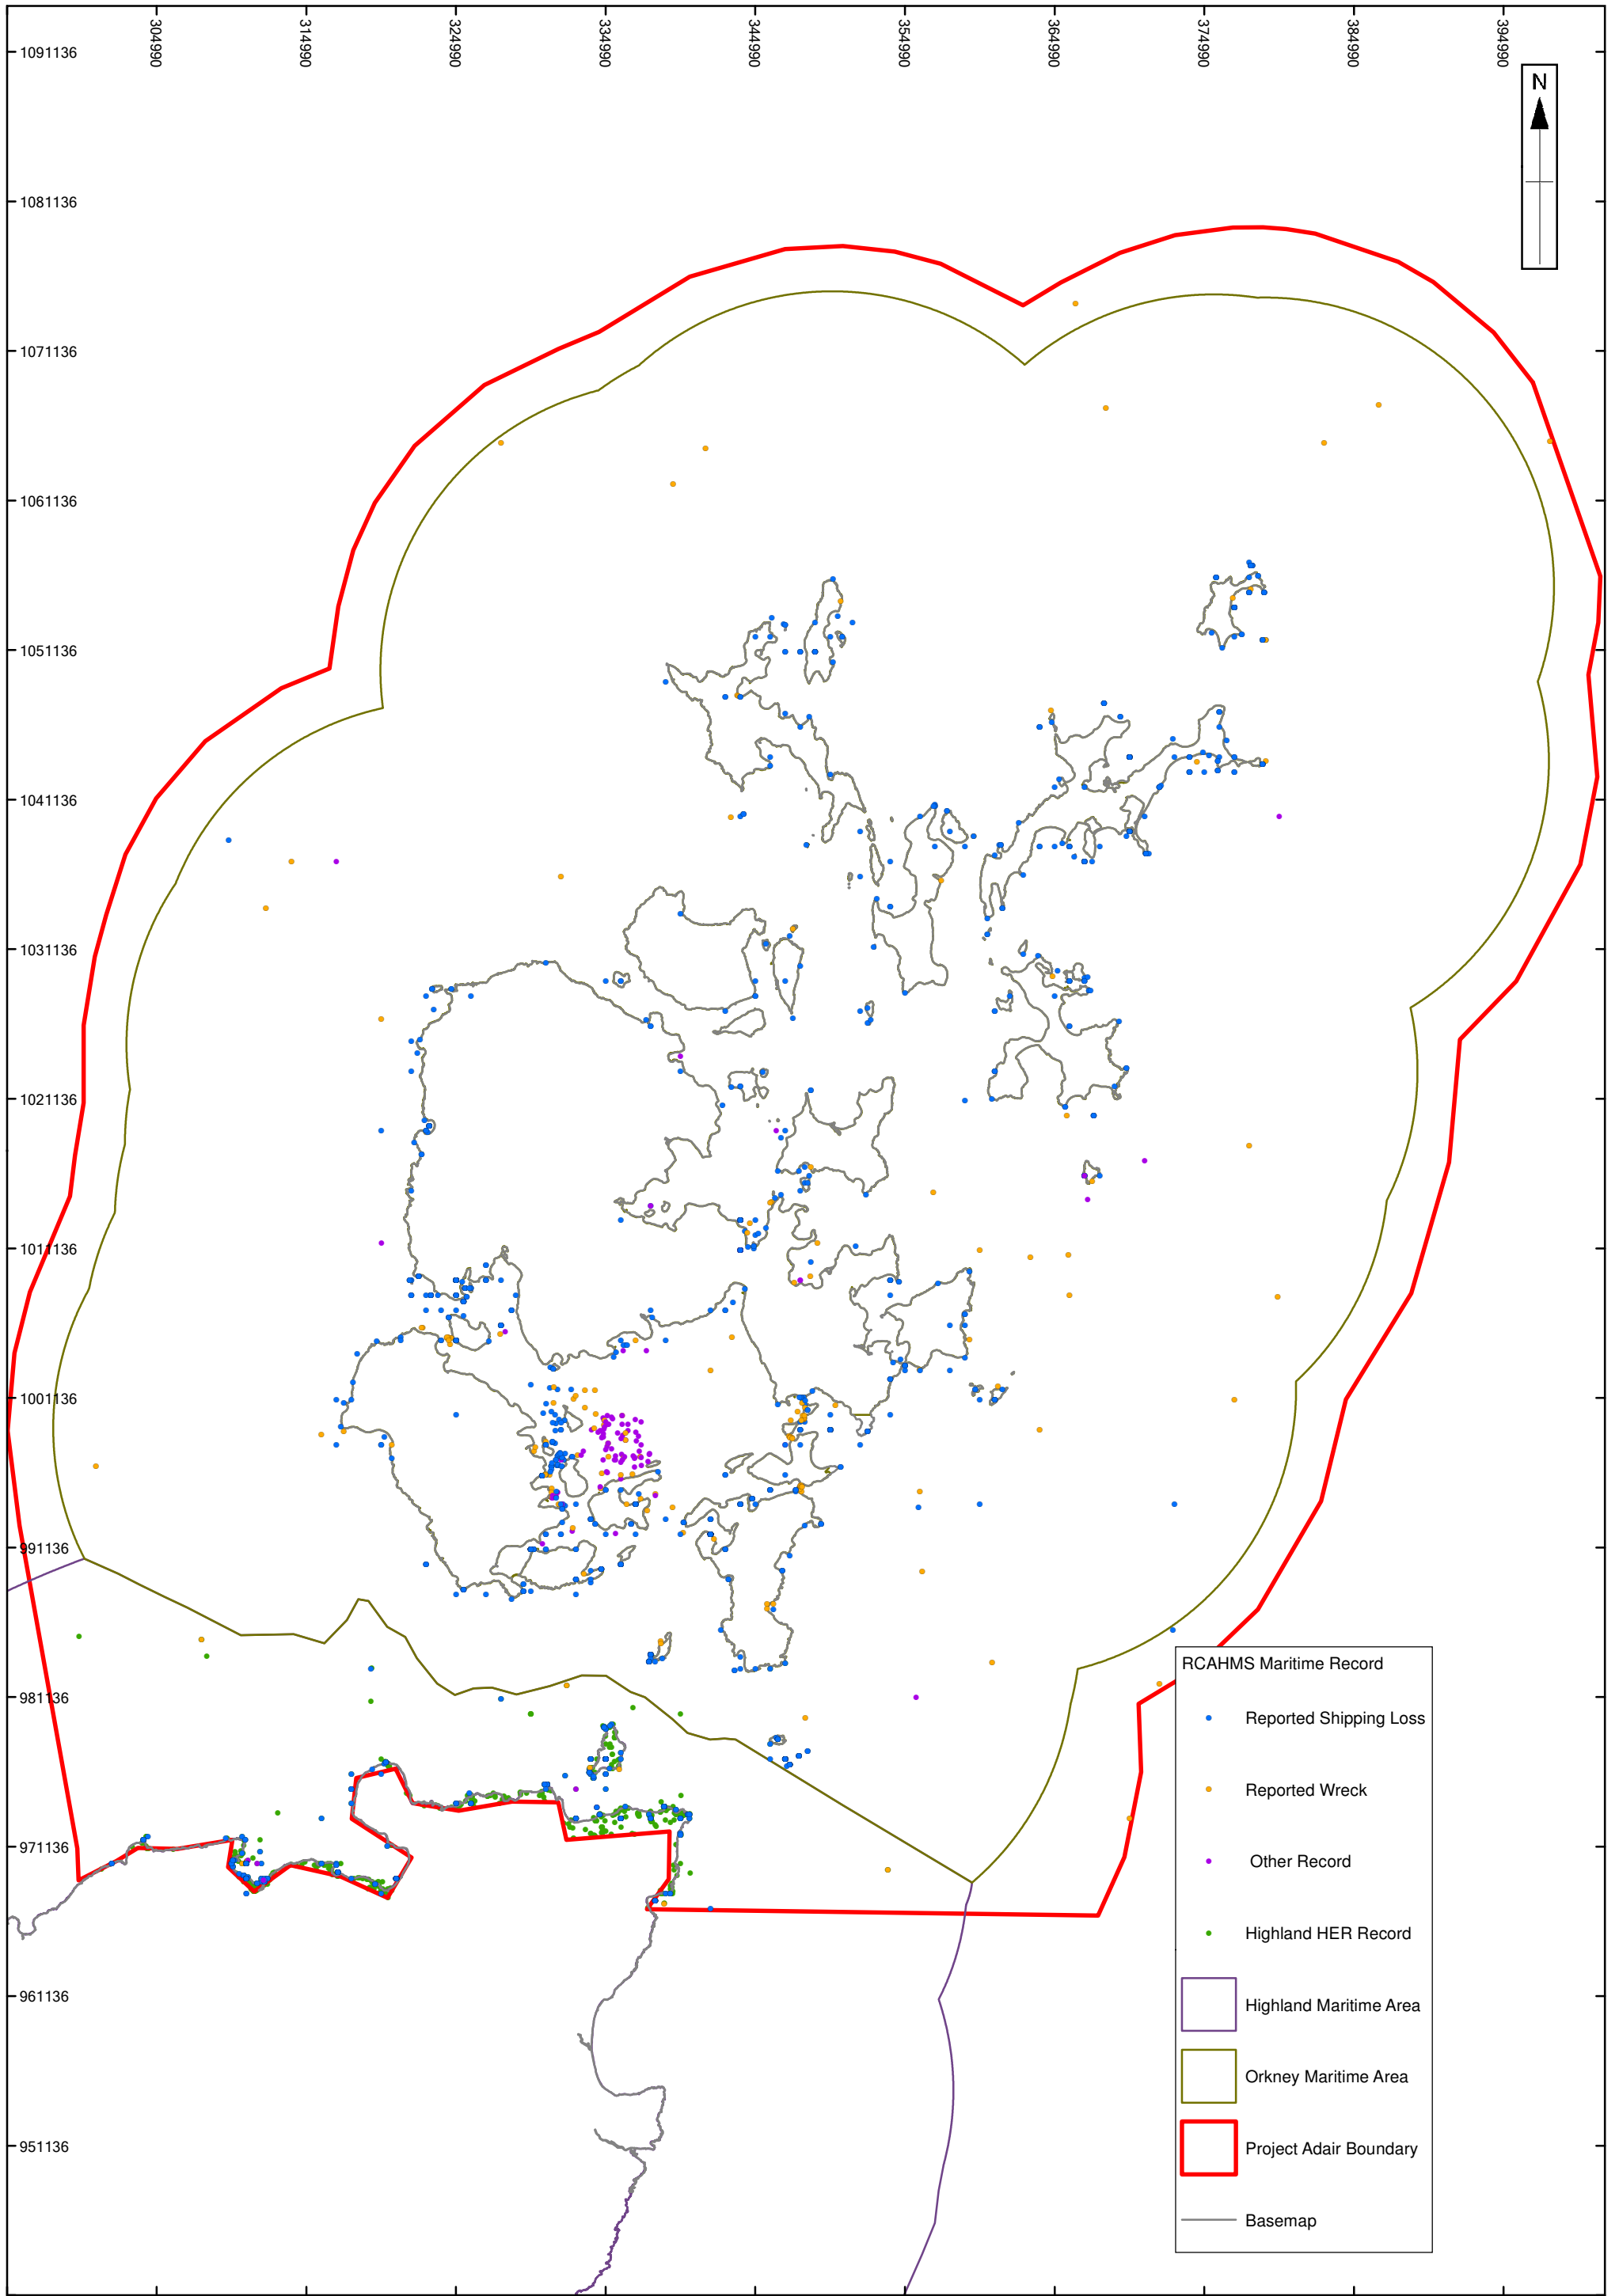 304990
314990
324990
334990
344990
354990
364990
374990
384990
394990
1091136
N
1081136
1071136
1061136
1051136
1041136
1031136
1021136
1011136
1001136
991136
981136
971136
961136
951136
RCAHMS Maritime Record
Reported Shipping Loss
Reported Wreck
Other Record
Highland HER Record
Highland Maritime Area
Orkney Maritime Area
Project Adair Boundary
Basemap